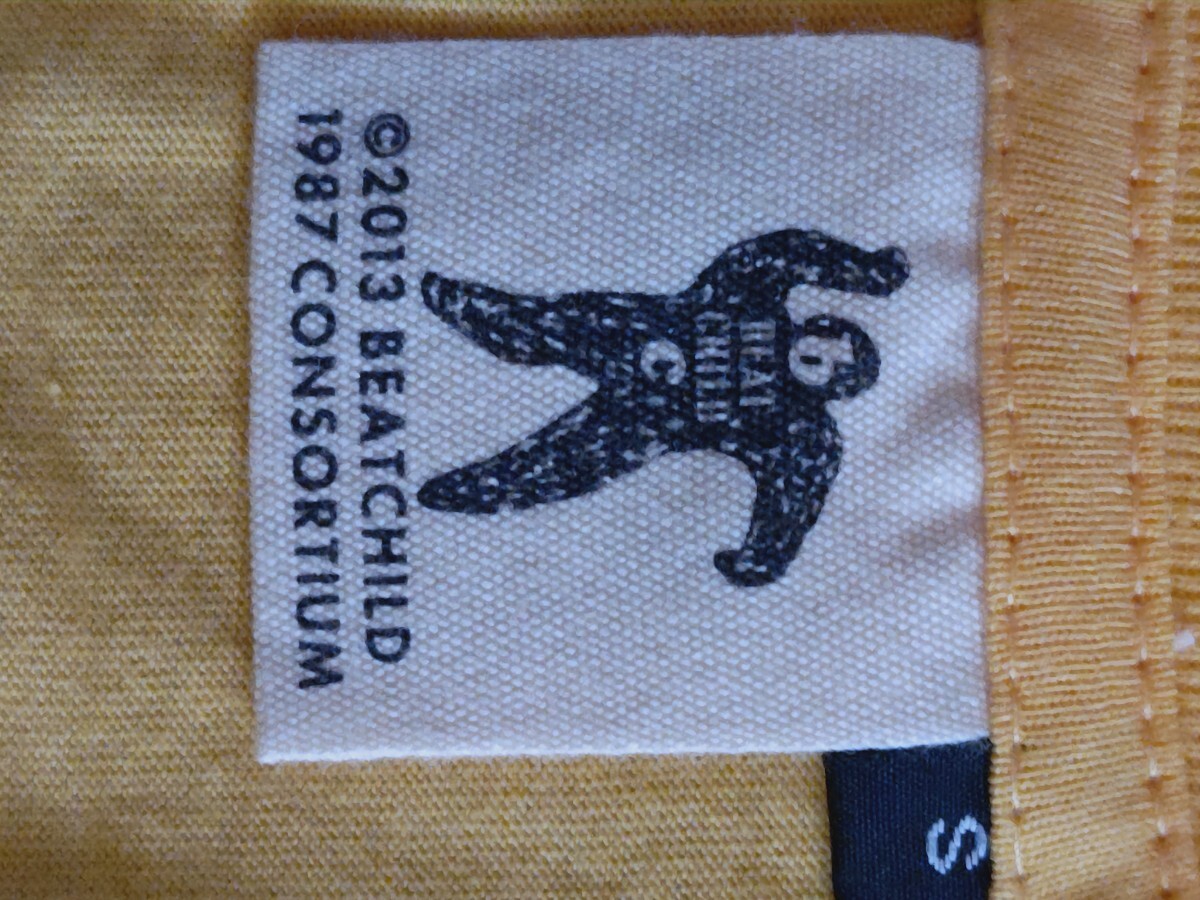 b
BEAT
CHILD
C
©2013 BEATCHILD
1987 CONSORTIUM
S